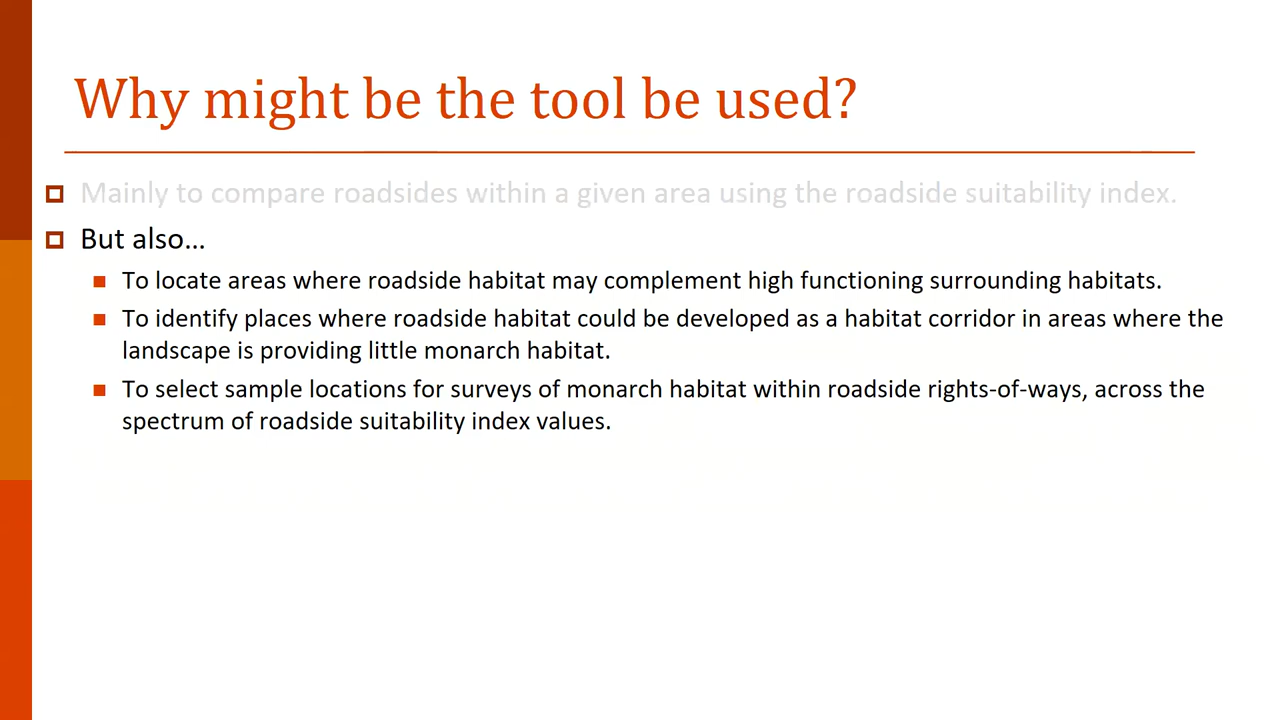 Why might be the tool be used?
Mainly to compare roadsides within a given area using the roadside suitability index.
But also…
To locate areas where roadside habitat may complement high functioning surrounding habitats.
To identify places where roadside habitat could be developed as a habitat corridor in areas where the
landscape is providing little monarch habitat.
To select sample locations for surveys of monarch habitat within roadside rights-of-ways, across the
spectrum of roadside suitability index values.